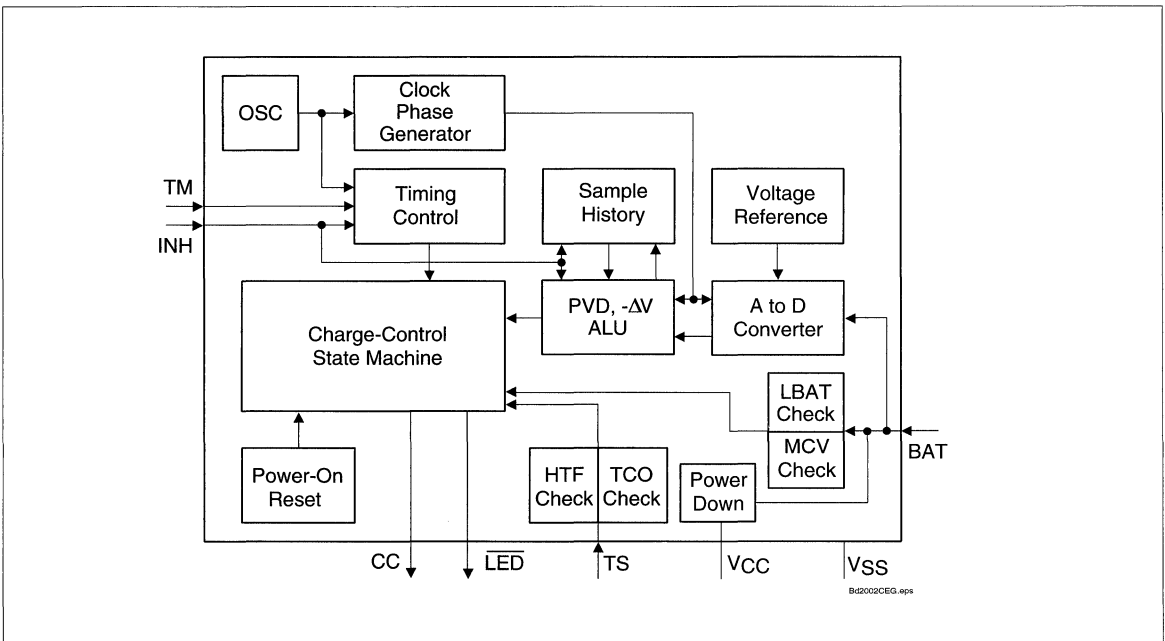 OSC
Clock
Phase
Generator
TM
INH
Timing
Control
Sample
History
Voltage
Reference
Charge-Control
State Machine
PVD, -ΔV
ALU
A to D
Converter
LBAT
Check
MCV
Check
BAT
Power-On
Reset
HTF
Check
TCO
Check
Power
Down
CC
L̅E̅D̅
TS
VCC
VSS
Bd2002CEG.eps